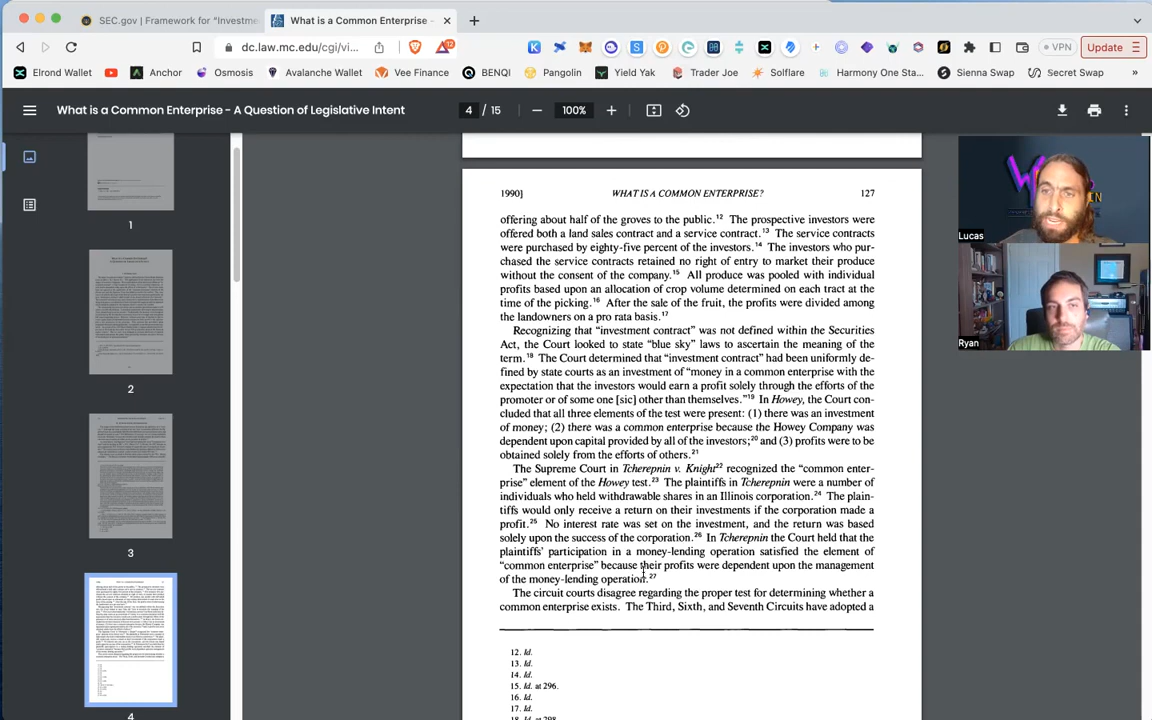 SEC.gov | Framework for "Investme
What is a Common Enterprise -
dc.law.mc.edu/cgi/vi...
12
VPN
Update
Elrond Wallet
Anchor
Osmosis
Avalanche Wallet
Vee Finance
BENQI
Pangolin
Yield Yak
Trader Joe
Solflare
Harmony One Sta...
Sienna Swap
Secret Swap
»
What is a Common Enterprise - A Question of Legislative Intent
4 / 15
100%
1
2
3
4
1990]
WHAT IS A COMMON ENTERPRISE?
127
offering about half of the groves to the public.12 The prospective investors were
offered both a land sales contract and a service contract.13 The service contracts
were purchased by eighty-five percent of the investors.14 The investors who pur-
chased the service contracts retained no right of entry to market their produce
without the consent of the company.15 All produce was pooled with individual
profits based upon an allocation of crop volume determined on each tract at the
time of the picking.16 After the sale of the fruit, the profits were divided among
the landowners on a pro rata basis.17
Recognizing that "investment contract" was not defined within the Securities
Act, the Court looked to state "blue sky" laws to ascertain the meaning of the
term.18 The Court determined that "investment contract" had been uniformly de-
fined by state courts as an investment of "money in a common enterprise with the
expectation that the investors would earn a profit solely through the efforts of the
promoter or of some one [sic] other than themselves."19 In Howey, the Court con-
cluded that all three elements of the test were present: (1) there was an investment
of money; (2) there was a common enterprise because the Howey Company was
dependent upon capital provided by all of the investors;20 and (3) profits were to be
obtained solely from the efforts of others.21
The Supreme Court in Tcherepnin v. Knight22 recognized the "common enter-
prise" element of the Howey test.23 The plaintiffs in Tcherepnin were a number of
individuals who held withdrawable shares in an Illinois corporation.24 The plain-
tiffs would only receive a return on their investments if the corporation made a
profit.25 No interest rate was set on the investment, and the return was based
solely upon the success of the corporation.26 In Tcherepnin the Court held that the
plaintiffs' participation in a money-lending operation satisfied the element of
"common enterprise" because their profits were dependent upon the management
of the money-lending operation.27
The circuit courts disagree regarding the proper test for determining whether a
common enterprise exists. The Third, Sixth, and Seventh Circuits have adopted a
12. Id.
13. Id.
14. Id.
15. Id. at 296.
16. Id.
17. Id.
18. Id. at 298.
Lucas
Ryan